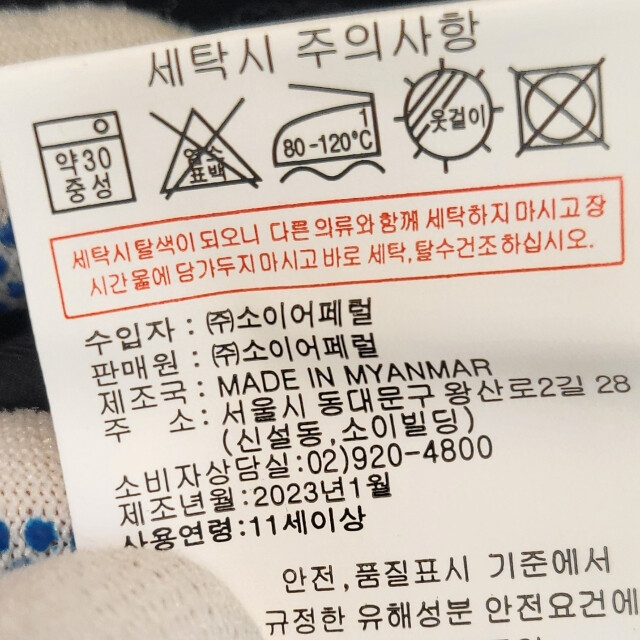 세탁시 주의사항
약30
중성
염소
표백
1
80-120℃
옷걸이
세탁시 탈색이 되오니 다른 의류와 함께 세탁하지 마시고 장
시간 물에 담가두지 마시고 바로 세탁, 탈수건조하십시오.
수입자 : ㈜소이어페럴
판매원 : ㈜소이어페럴
제조국 : MADE IN MYANMAR
주 소 : 서울시 동대문구 왕산로2길 28
(신설동, 소이빌딩)
소비자상담실:02)920-4800
제조년월:2023년1월
사용연령:11세이상
안전,품질표시 기준에서
규정한 유해성분 안전요건에